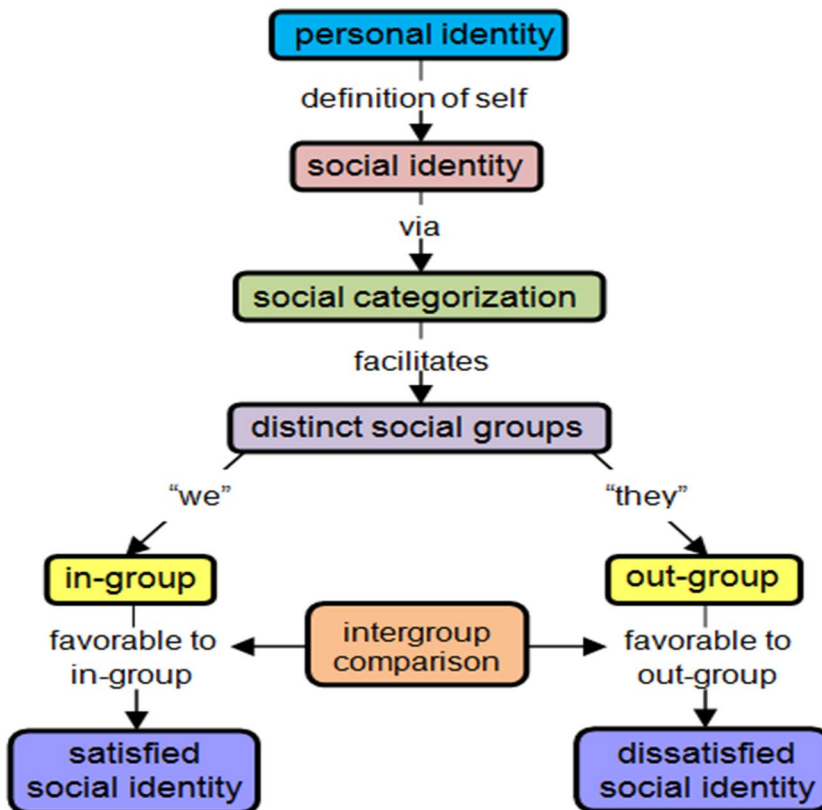 personal identity
definition of self
social identity
via
social categorization
facilitates
distinct social groups
“we”
“they”
in-group
out-group
favorable to
in-group
intergroup
comparison
favorable to
out-group
satisfied
social identity
dissatisfied
social identity